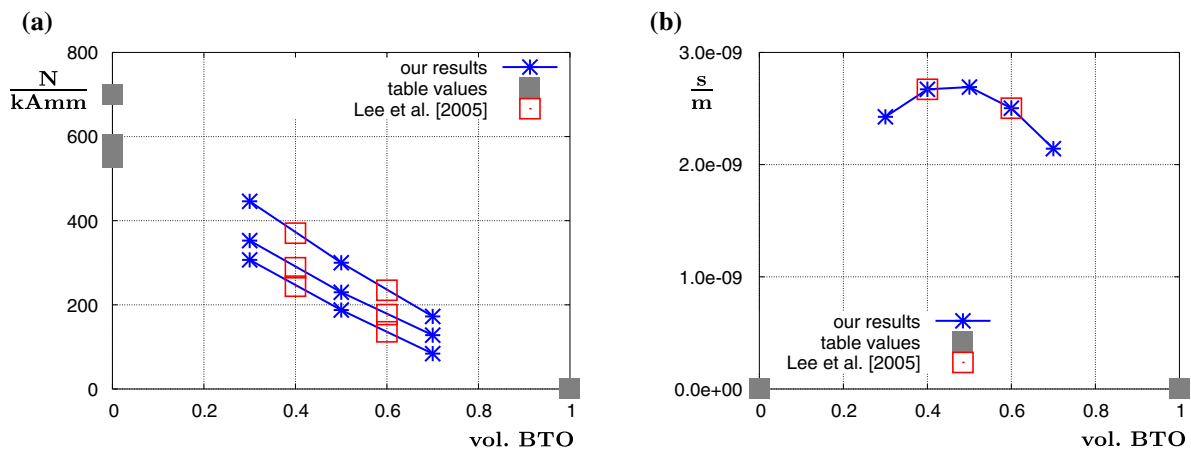 (a)
N
kAmm
800
600
400
200
0
our results
table values
Lee et al. [2005]
0 0.2 0.4 0.6 0.8 1
vol. BTO
(b)
s
m
3.0e-09
2.0e-09
1.0e-09
0.0e+00
our results
table values
Lee et al. [2005]
0 0.2 0.4 0.6 0.8 1
vol. BTO